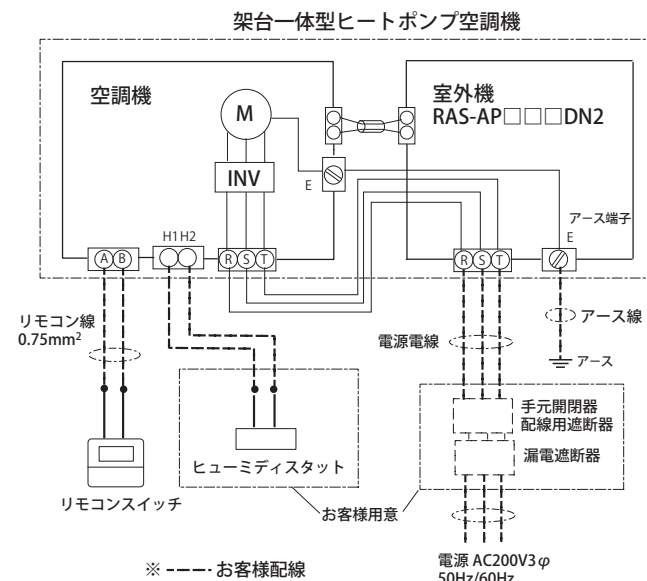 架台一体型ヒートポンプ空調機
空調機
室外機
RAS-AP□□□DN2
M
INV
E
アース端子
E
H1H2
A B
R S T
R S T
リモコン線
0.75mm²
電源電線
アース線
アース
手元開閉器
配線用遮断器
漏電遮断器
ヒューミディスタット
リモコンスイッチ
お客様用意
※ ---- お客様配線
電源 AC200V3φ
50Hz/60Hz